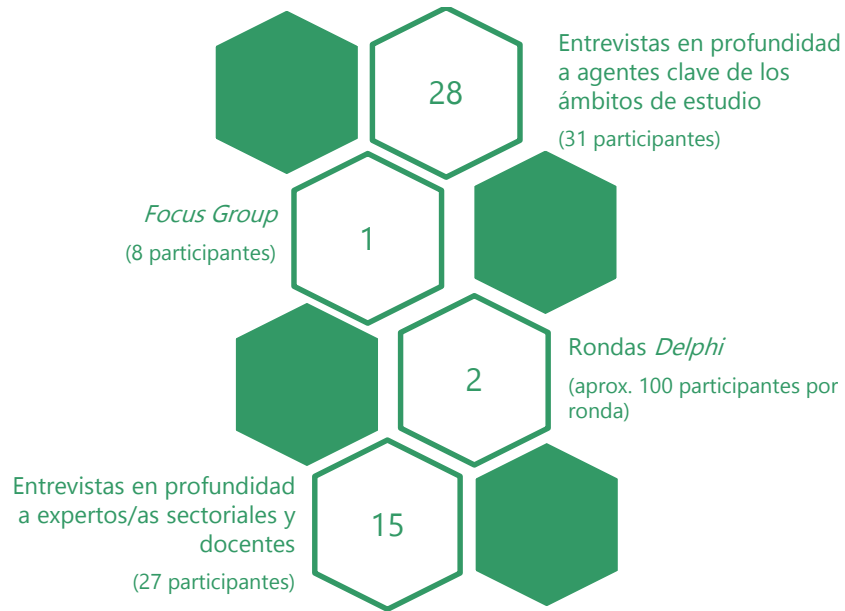 28
Entrevistas en profundidad
a agentes clave de los
ámbitos de estudio
(31 participantes)
Focus Group
(8 participantes)
1
2
Rondas Delphi
(aprox. 100 participantes por
ronda)
Entrevistas en profundidad
a expertos/as sectoriales y
docentes
(27 participantes)
15